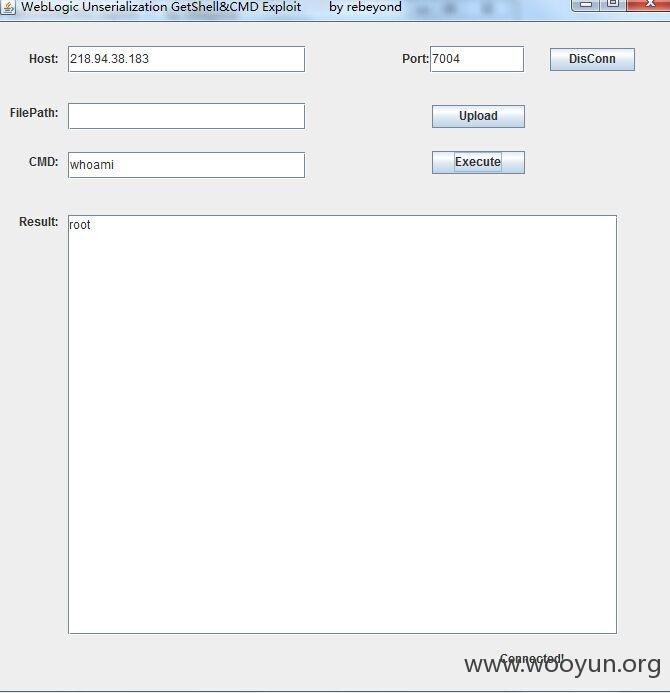 WebLogic Unserialization GetShell&CMD Exploit by rebeyond
Host: 218.94.38.183 Port: 7004 DisConn
FilePath: Upload
CMD: whoami Execute
Result: root
Connected!
www.wooyun.org